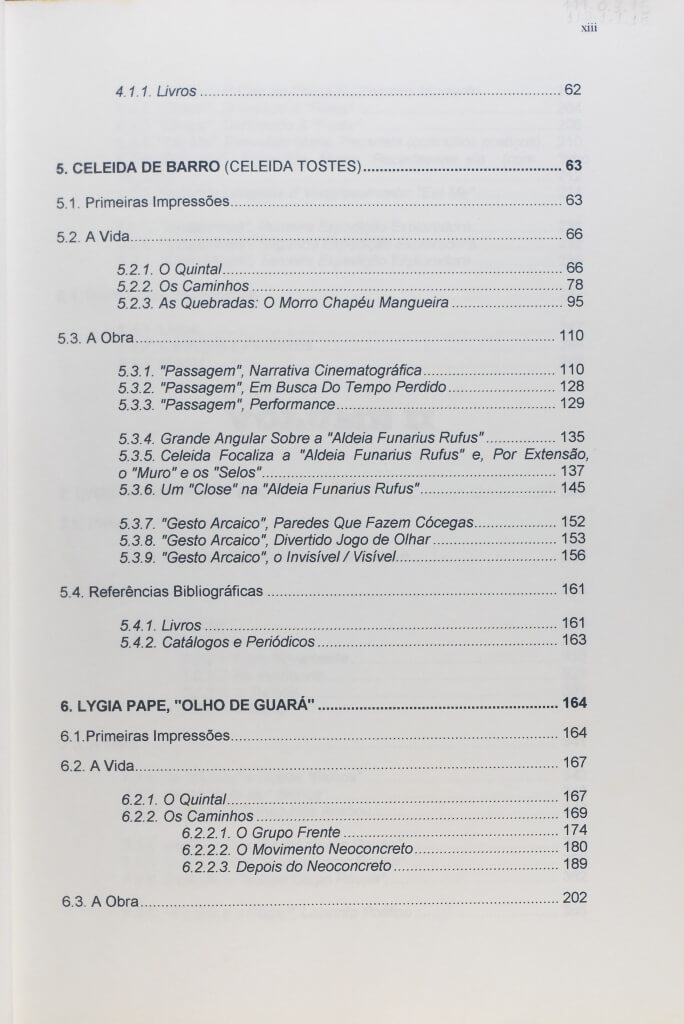 xiii
4.1.1. Livros ........ 62
5. CELEIDA DE BARRO (CELEIDA TOSTES)........ 63
5.1. Primeiras Impressões........ 63
5.2. A Vida........ 66
5.2.1. O Quintal........ 66
5.2.2. Os Caminhos ........ 78
5.2.3. As Quebradas: O Morro Chapéu Mangueira ........ 95
5.3. A Obra........ 110
5.3.1. "Passagem", Narrativa Cinematográfica........ 110
5.3.2. "Passagem", Em Busca Do Tempo Perdido........ 128
5.3.3. "Passagem", Performance........ 129
5.3.4. Grande Angular Sobre a "Aldeia Funarius Rufus"........ 135
5.3.5. Celeida Focaliza a "Aldeia Funarius Rufus" e, Por Extensão,
o "Muro" e os "Selos"........ 137
5.3.6. Um "Close" na "Aldeia Funarius Rufus"........ 145
5.3.7. "Gesto Arcaico", Paredes Que Fazem Cócegas........ 152
5.3.8. "Gesto Arcaico", Divertido Jogo de Olhar ........ 153
5.3.9. "Gesto Arcaico", o Invisível / Visível........ 156
5.4. Referências Bibliográficas ........ 161
5.4.1. Livros ........ 161
5.4.2. Catálogos e Periódicos ........ 163
6. LYGIA PAPE, "OLHO DE GUARÁ" ........ 164
6.1.Primeiras Impressões........ 164
6.2. A Vida........ 167
6.2.1. O Quintal........ 167
6.2.2. Os Caminhos ........ 169
6.2.2.1. O Grupo Frente ........ 174
6.2.2.2. O Movimento Neoconcreto........ 180
6.2.2.3. Depois do Neoconcreto........ 189
6.3. A Obra........ 202